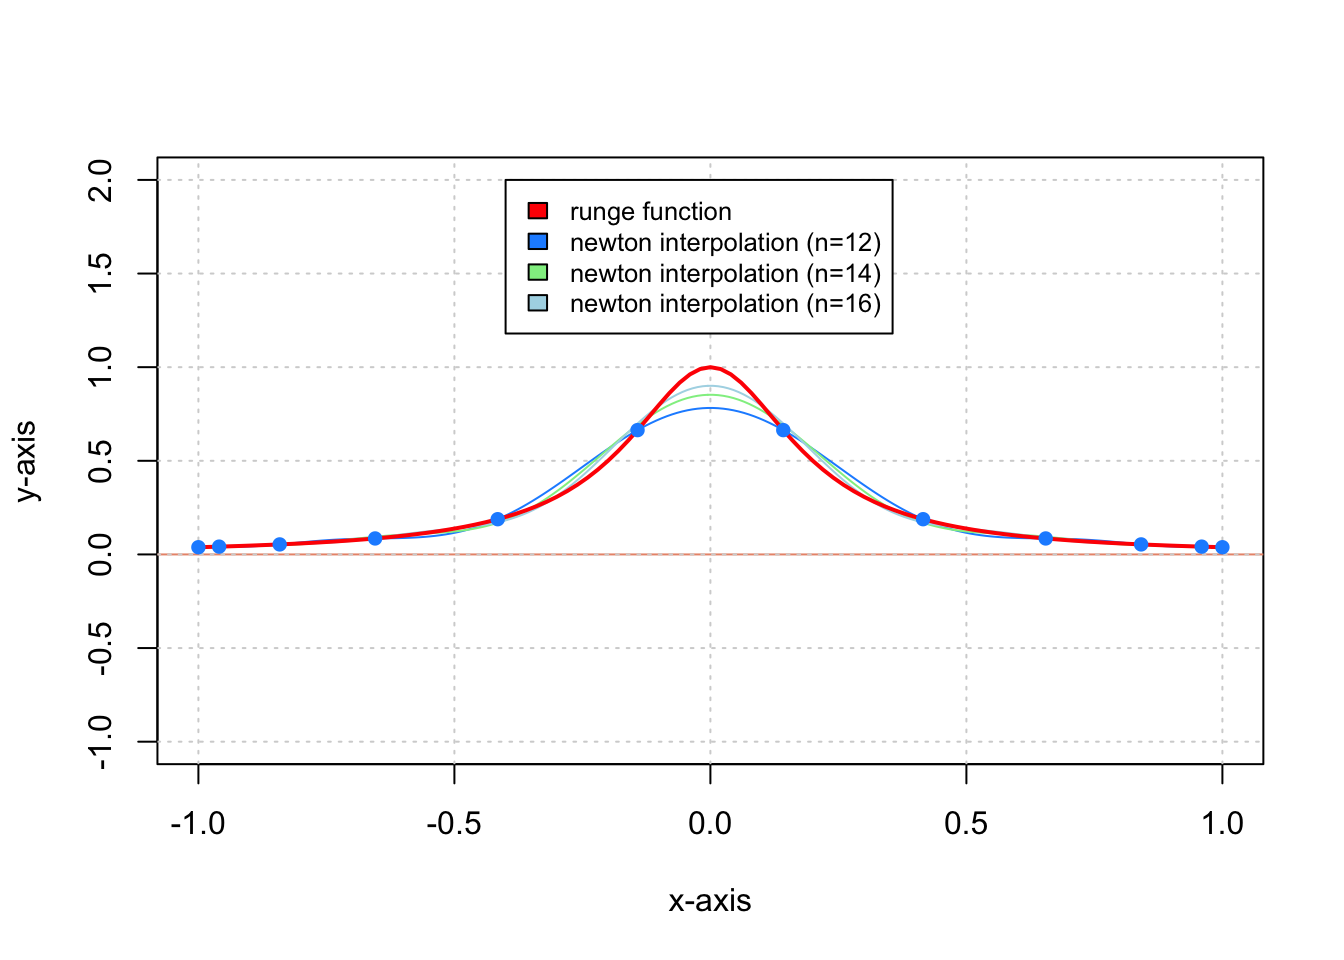 runge function
newton interpolation (n=12)
newton interpolation (n=14)
newton interpolation (n=16)
y-axis
2.0
1.5
1.0
0.5
0.0
-0.5
-1.0
-1.0 -0.5 0.0 0.5 1.0
x-axis